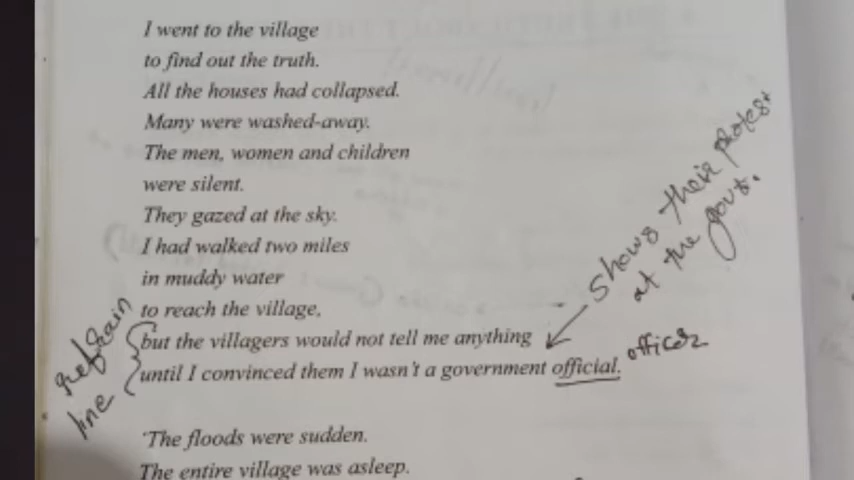 I went to the village
to find out the truth.
All the houses had collapsed.
Many were washed-away.
The men, women and children
were silent.
They gazed at the sky.
I had walked two miles
in muddy water
to reach the village,
but the villagers would not tell me anything
until I convinced them I wasn't a government official.
officer
shows their protest
at the govt.
Refrain
line
'The floods were sudden.
The entire village was asleep.